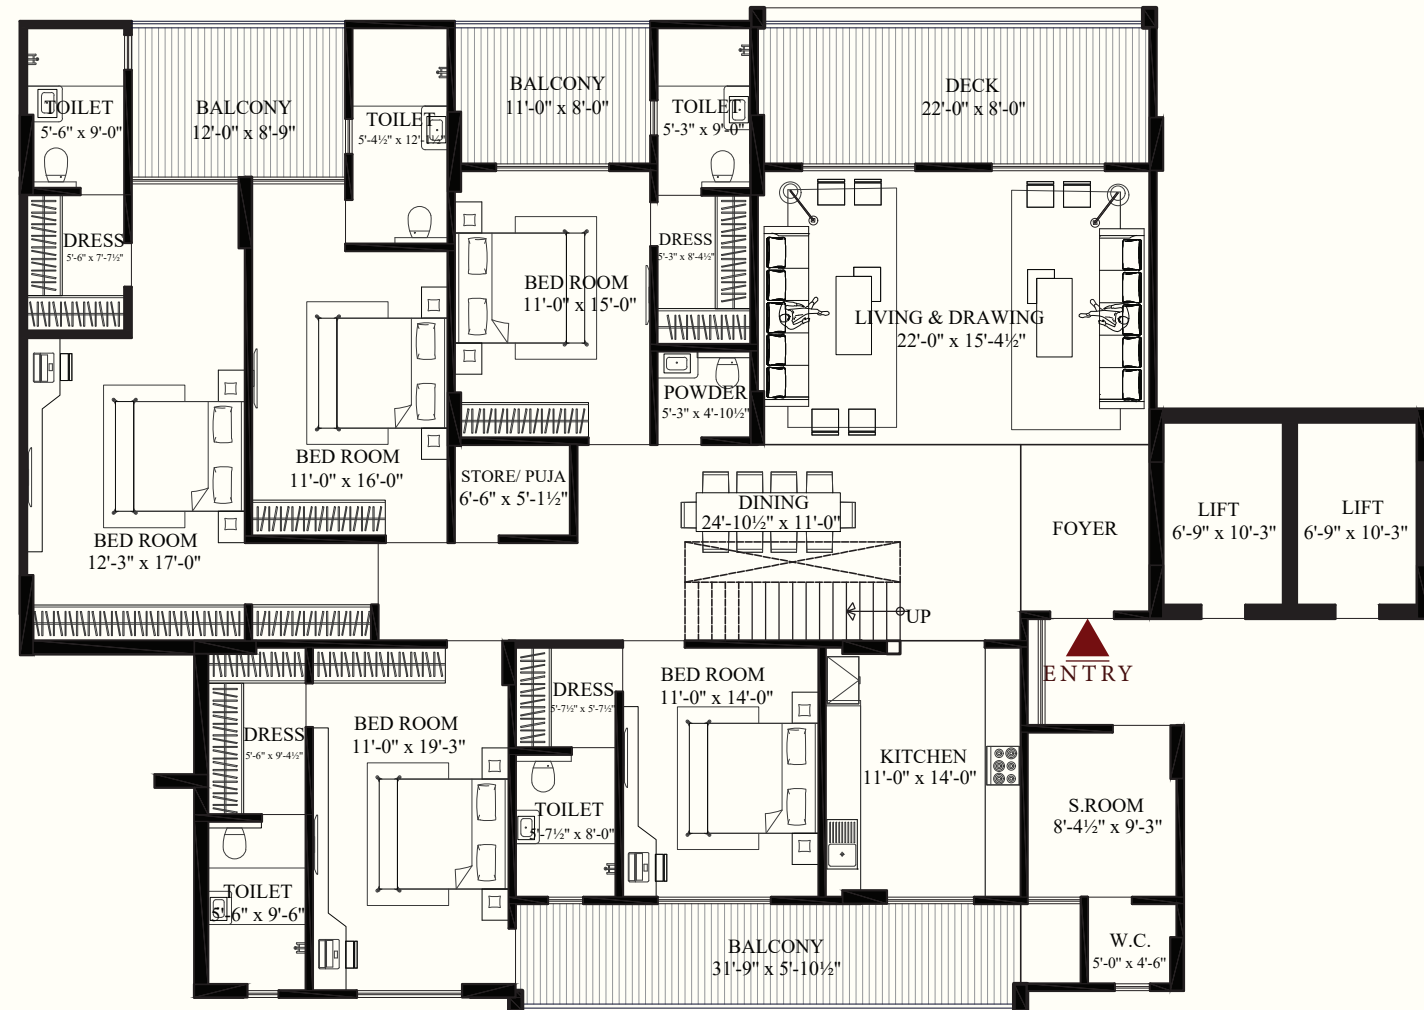 TOILET
5'-6" x 9'-0"
BALCONY
12'-0" x 8'-9"
TOILET
5'-4½" x 12'-1½"
BALCONY
11'-0" x 8'-0"
TOILET
5'-3" x 9'-0"
DECK
22'-0" x 8'-0"
DRESS
5'-6" x 7'-7½"
BED ROOM
11'-0" x 15'-0"
DRESS
5'-3" x 8'-4½"
LIVING & DRAWING
22'-0" x 15'-4½"
POWDER
5'-3" x 4'-10½"
BED ROOM
11'-0" x 16'-0"
STORE/ PUJA
6'-6" x 5'-1½"
DINING
24'-10½" x 11'-0"
FOYER
LIFT
6'-9" x 10'-3"
LIFT
6'-9" x 10'-3"
BED ROOM
12'-3" x 17'-0"
UP
ENTRY
DRESS
5'-6" x 9'-4½"
BED ROOM
11'-0" x 19'-3"
DRESS
5'-7½" x 5'-7½"
BED ROOM
11'-0" x 14'-0"
KITCHEN
11'-0" x 14'-0"
TOILET
5'-7½" x 8'-0"
S.ROOM
8'-4½" x 9'-3"
TOILET
5'-6" x 9'-6"
BALCONY
31'-9" x 5'-10½"
W.C.
5'-0" x 4'-6"